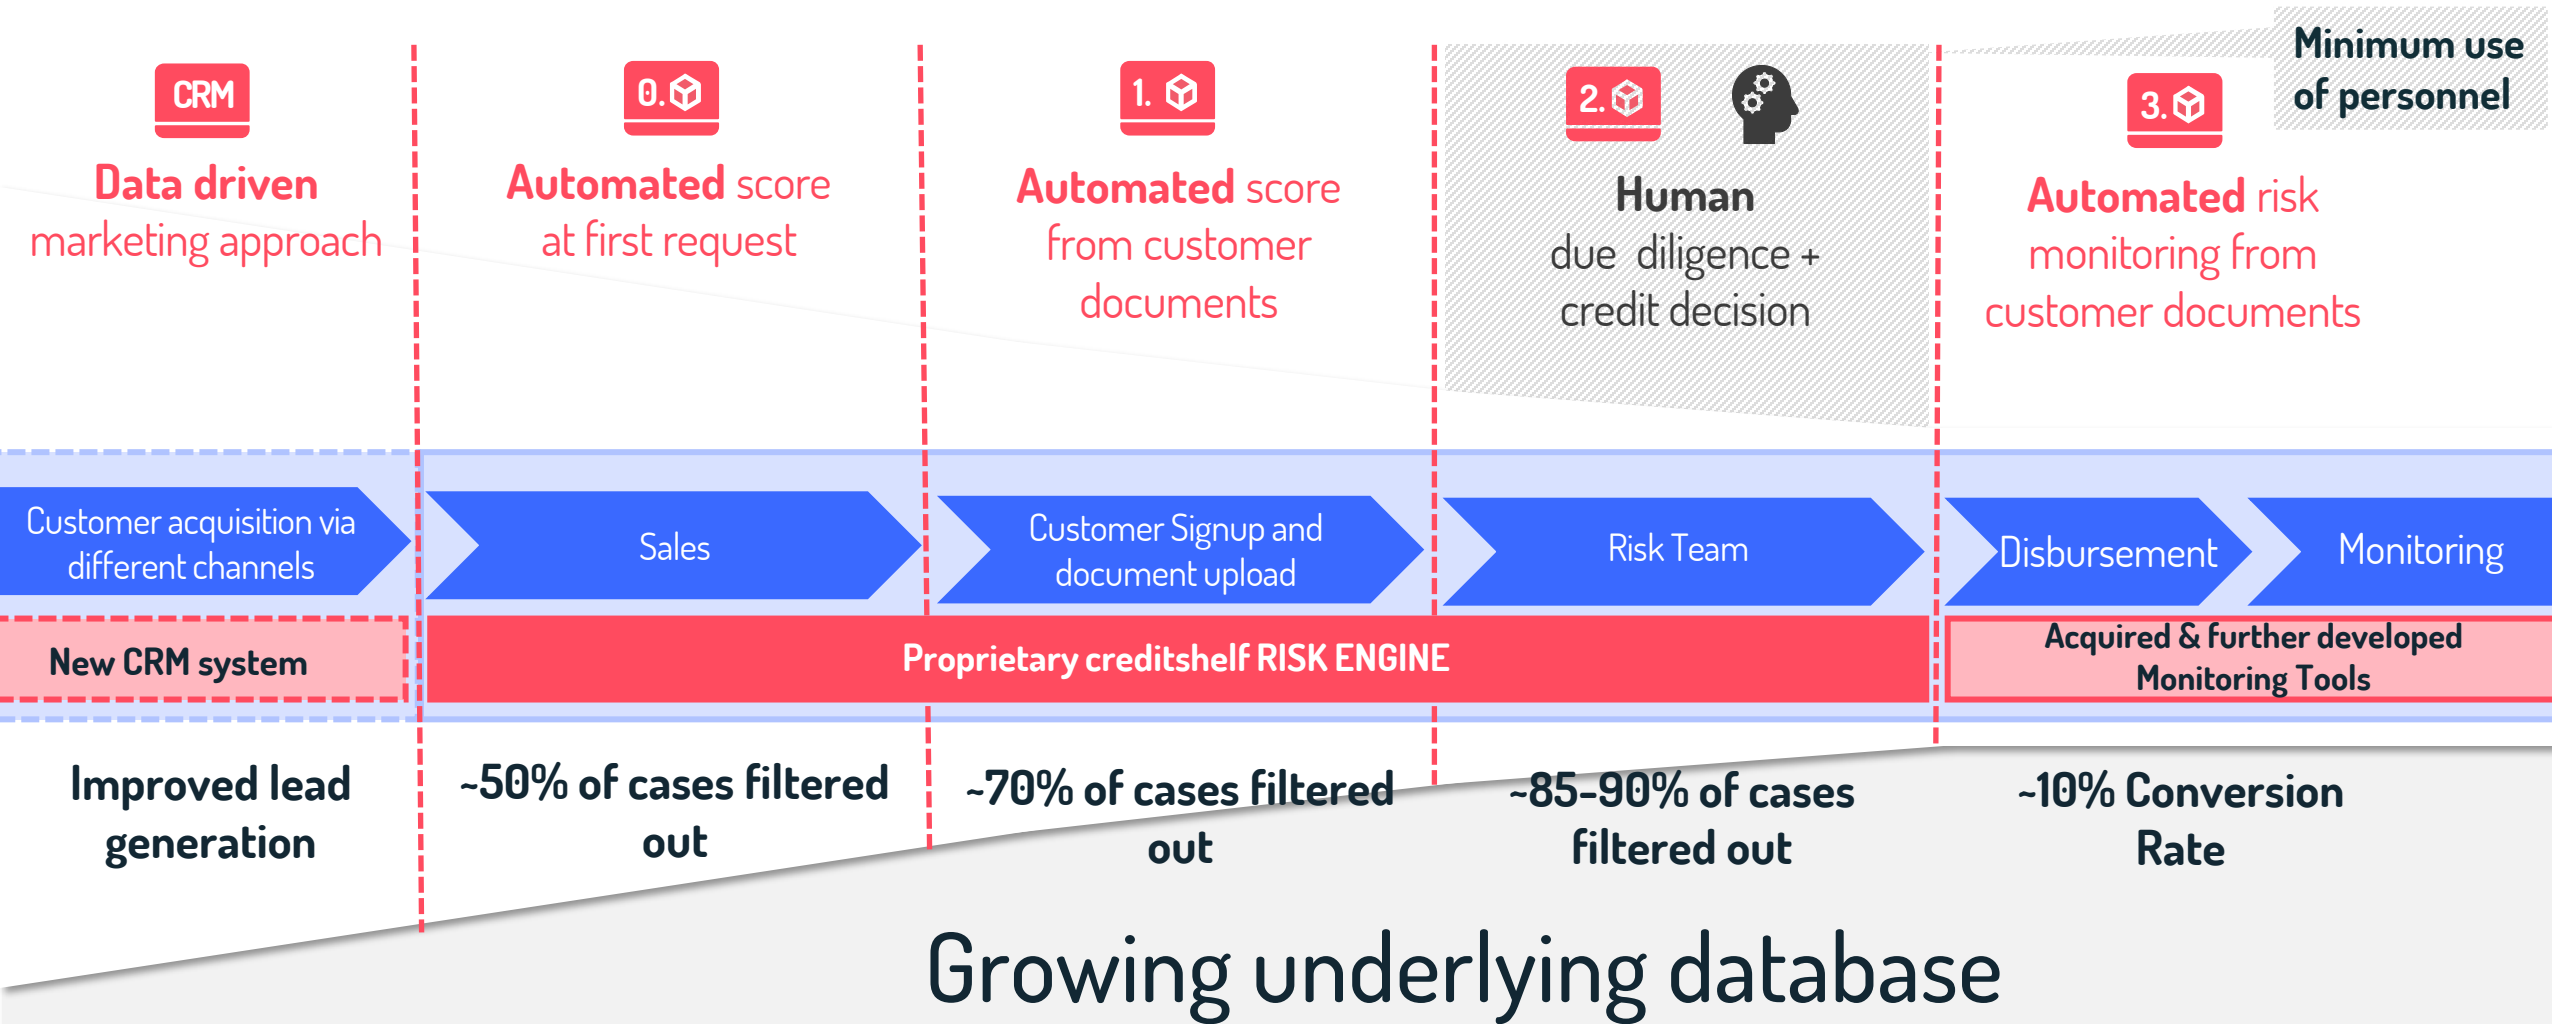 Minimum use
of personnel
CRM
Data driven
marketing approach
0.
Automated score
at first request
1.
Automated score
from customer
documents
2.
Human
due diligence +
credit decision
3.
Automated risk
monitoring from
customer documents
Customer acquisition via
different channels
Sales
Customer Signup and
document upload
Risk Team
Disbursement
Monitoring
New CRM system
Proprietary creditshelf RISK ENGINE
Acquired & further developed
Monitoring Tools
Improved lead
generation
~50% of cases filtered
out
~70% of cases filtered
out
~85-90% of cases
filtered out
~10% Conversion
Rate
Growing underlying database